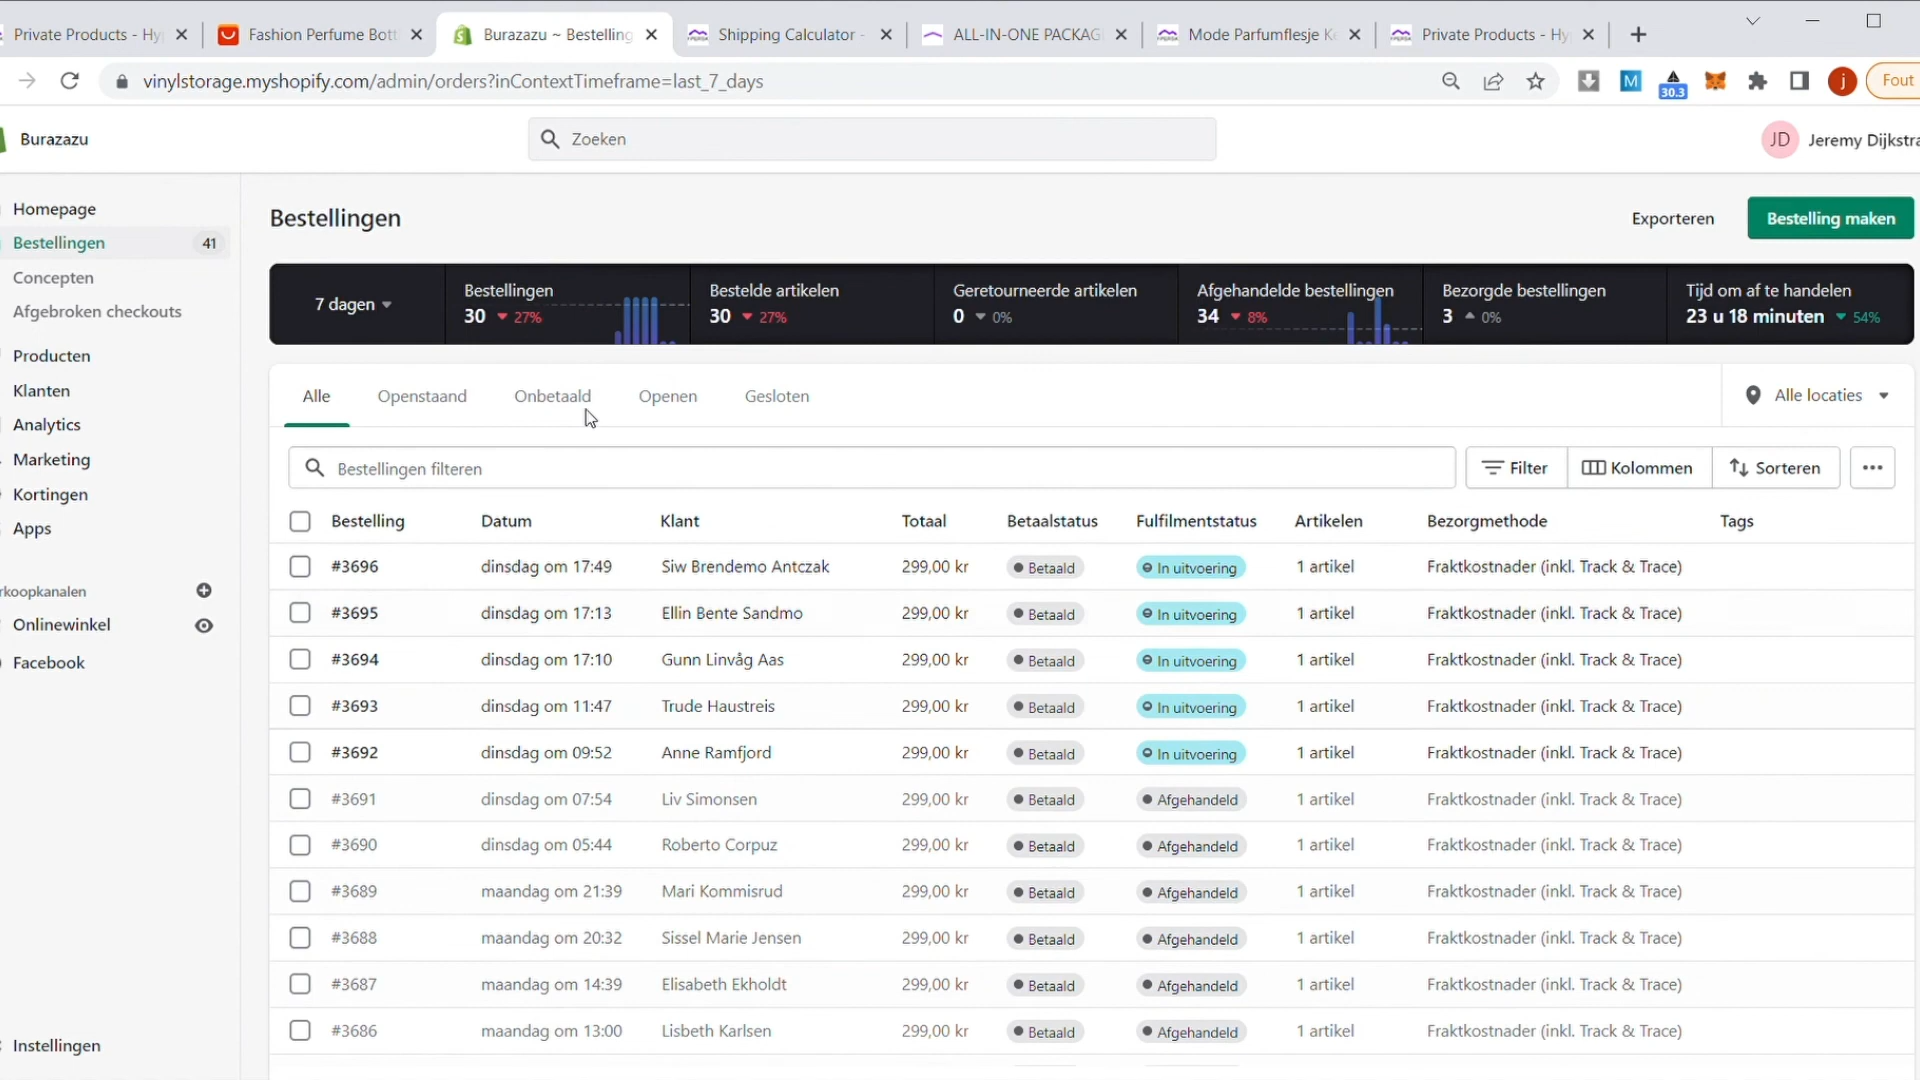 Private Products - Hy
Fashion Perfume Bott
Burazazu ~ Bestelling
Shipping Calculator -
ALL-IN-ONE PACKAG
Mode Parfumflesje K
Private Products - Hy
vinylstorage.myshopify.com/admin/orders?inContextTimeframe=last_7_days
M
30.3
j
Fout
Burazazu
Zoeken
JD Jeremy Dijkstra
Homepage
Bestellingen 41
Concepten
Afgebroken checkouts
Producten
Klanten
Analytics
Marketing
Kortingen
Apps
rkoopkanalen
Onlinewinkel
Facebook
Instellingen
Bestellingen
Exporteren
Bestelling maken
7 dagen
Bestellingen
30 27%
Bestelde artikelen
30 27%
Geretourneerde artikelen
0 0%
Afgehandelde bestellingen
34 8%
Bezorgde bestellingen
3 0%
Tijd om af te handelen
23 u 18 minuten 54%
Alle Openstaand Onbetaald Openen Gesloten
Alle locaties
Bestellingen filteren
Filter Kolommen Sorteren
Bestelling Datum Klant Totaal Betaalstatus Fulfilmentstatus Artikelen Bezorgmethode Tags
#3696 dinsdag om 17:49 Siw Brendemo Antczak 299,00 kr Betaald In uitvoering 1 artikel Fraktkostnader (inkl. Track & Trace)
#3695 dinsdag om 17:13 Ellin Bente Sandmo 299,00 kr Betaald In uitvoering 1 artikel Fraktkostnader (inkl. Track & Trace)
#3694 dinsdag om 17:10 Gunn Linvåg Aas 299,00 kr Betaald In uitvoering 1 artikel Fraktkostnader (inkl. Track & Trace)
#3693 dinsdag om 11:47 Trude Haustreis 299,00 kr Betaald In uitvoering 1 artikel Fraktkostnader (inkl. Track & Trace)
#3692 dinsdag om 09:52 Anne Ramfjord 299,00 kr Betaald In uitvoering 1 artikel Fraktkostnader (inkl. Track & Trace)
#3691 dinsdag om 07:54 Liv Simonsen 299,00 kr Betaald Afgehandeld 1 artikel Fraktkostnader (inkl. Track & Trace)
#3690 dinsdag om 05:44 Roberto Corpuz 299,00 kr Betaald Afgehandeld 1 artikel Fraktkostnader (inkl. Track & Trace)
#3689 maandag om 21:39 Mari Kommisrud 299,00 kr Betaald Afgehandeld 1 artikel Fraktkostnader (inkl. Track & Trace)
#3688 maandag om 20:32 Sissel Marie Jensen 299,00 kr Betaald Afgehandeld 1 artikel Fraktkostnader (inkl. Track & Trace)
#3687 maandag om 14:39 Elisabeth Ekholdt 299,00 kr Betaald Afgehandeld 1 artikel Fraktkostnader (inkl. Track & Trace)
#3686 maandag om 13:00 Lisbeth Karlsen 299,00 kr Betaald Afgehandeld 1 artikel Fraktkostnader (inkl. Track & Trace)